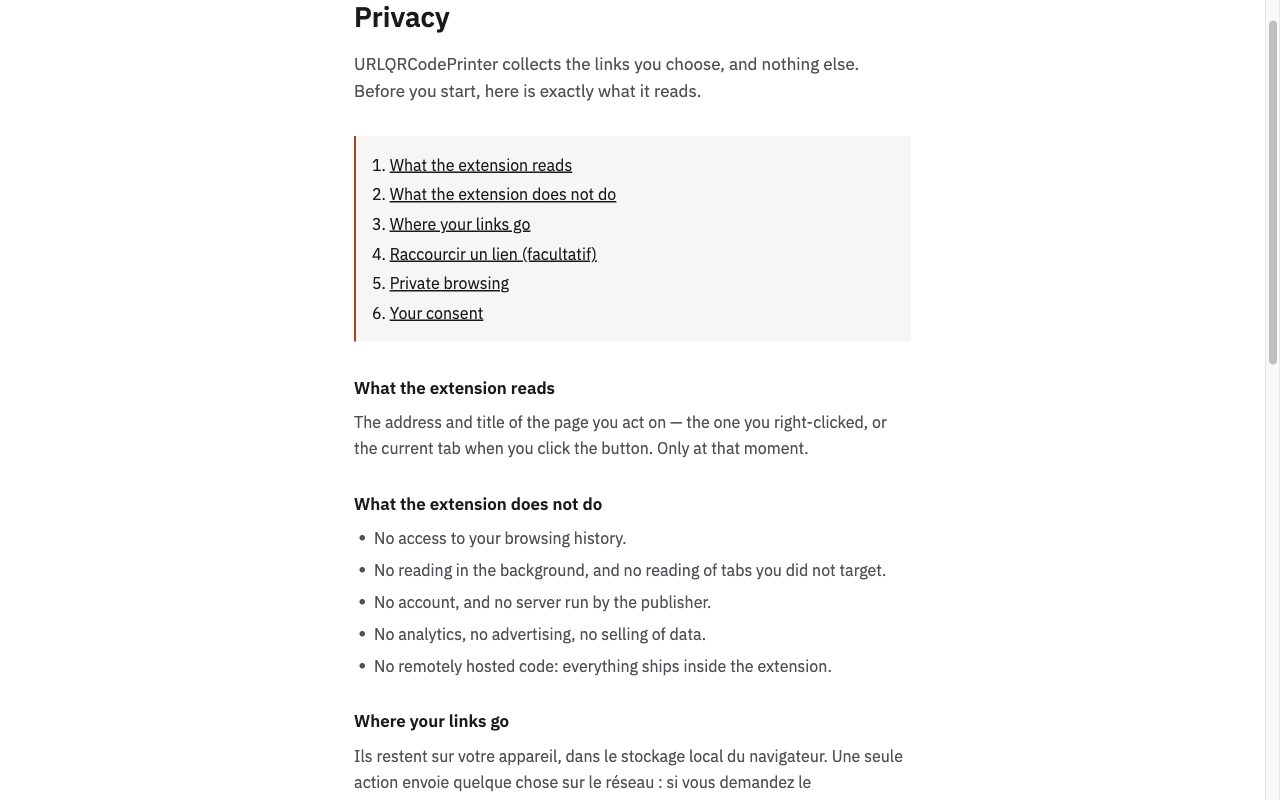 Privacy
URLQRCodePrinter collects the links you choose, and nothing else.
Before you start, here is exactly what it reads.
1. What the extension reads
2. What the extension does not do
3. Where your links go
4. Raccourcir un lien (facultatif)
5. Private browsing
6. Your consent
What the extension reads
The address and title of the page you act on — the one you right-clicked, or
the current tab when you click the button. Only at that moment.
What the extension does not do
• No access to your browsing history.
• No reading in the background, and no reading of tabs you did not target.
• No account, and no server run by the publisher.
• No analytics, no advertising, no selling of data.
• No remotely hosted code: everything ships inside the extension.
Where your links go
Ils restent sur votre appareil, dans le stockage local du navigateur. Une seule
action envoie quelque chose sur le réseau : si vous demandez le